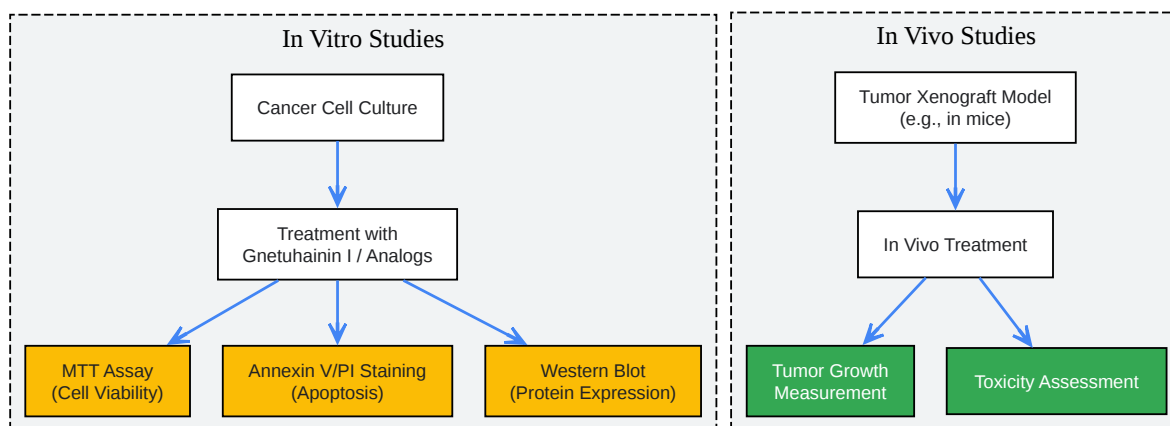 In Vitro Studies
Cancer Cell Culture
Treatment with
Gnetuhainin I / Analogs
MTT Assay
(Cell Viability)
Annexin V/PI Staining
(Apoptosis)
Western Blot
(Protein Expression)
In Vivo Studies
Tumor Xenograft Model
(e.g., in mice)
In Vivo Treatment
Tumor Growth
Measurement
Toxicity Assessment